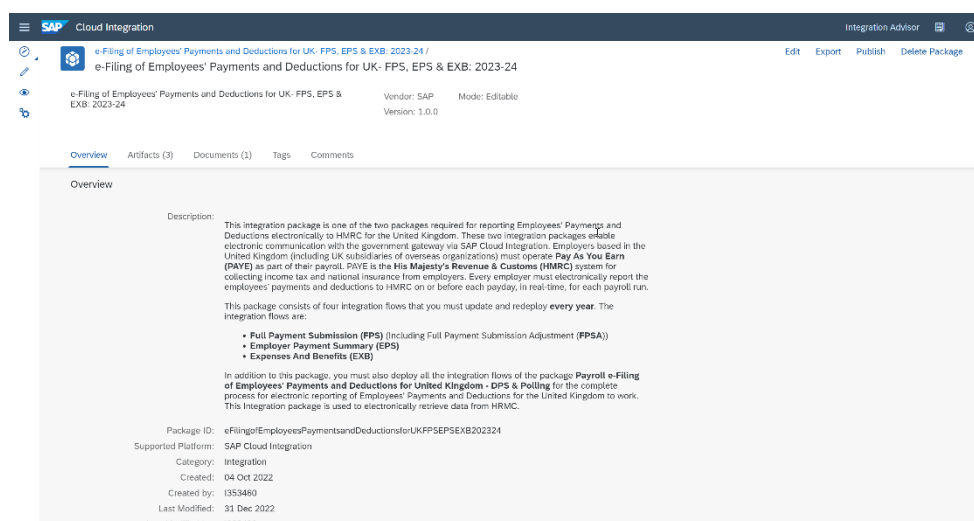 SAP Cloud Integration
Integration Advisor
e-Filing of Employees' Payments and Deductions for UK- FPS, EPS & EXB: 2023-24 /
e-Filing of Employees' Payments and Deductions for UK- FPS, EPS & EXB: 2023-24
Edit Export Publish Delete Package
e-Filing of Employees' Payments and Deductions for UK- FPS, EPS &
EXB: 2023-24
Vendor: SAP Mode: Editable
Version: 1.0.0
Overview Artifacts (3) Documents (1) Tags Comments
Overview
Description:
This integration package is one of the two packages required for reporting Employees' Payments and
Deductions electronically to HMRC for the United Kingdom. These two integration packages enable
electronic communication with the government gateway via SAP Cloud Integration. Employers based in the
United Kingdom (including UK subsidiaries of overseas organizations) must operate Pay As You Earn
(PAYE) as part of their payroll. PAYE is the His Majesty's Revenue & Customs (HMRC) system for
collecting income tax and national insurance from employers. Every employer must electronically report the
employees' payments and deductions to HMRC on or before each payday, in real-time, for each payroll run.
This package consists of four integration flows that you must update and redeploy every year. The
integration flows are:
• Full Payment Submission (FPS) (Including Full Payment Submission Adjustment (FPSA))
• Employer Payment Summary (EPS)
• Expenses And Benefits (EXB)
In addition to this package, you must also deploy all the integration flows of the package Payroll e-Filing
of Employees' Payments and Deductions for United Kingdom - DPS & Polling for the complete
process for electronic reporting of Employees' Payments and Deductions for the United Kingdom to work.
This Integration package is used to electronically retrieve data from HRMC.
Package ID: eFilingofEmployeesPaymentsandDeductionsforUKFPSEPSEXB202324
Supported Platform: SAP Cloud Integration
Category: Integration
Created: 04 Oct 2022
Created by: I353460
Last Modified: 31 Dec 2022